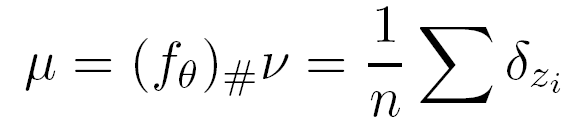 μ = (f_θ)_# ν = \frac{1}{n} ∑ δ_{z_i}